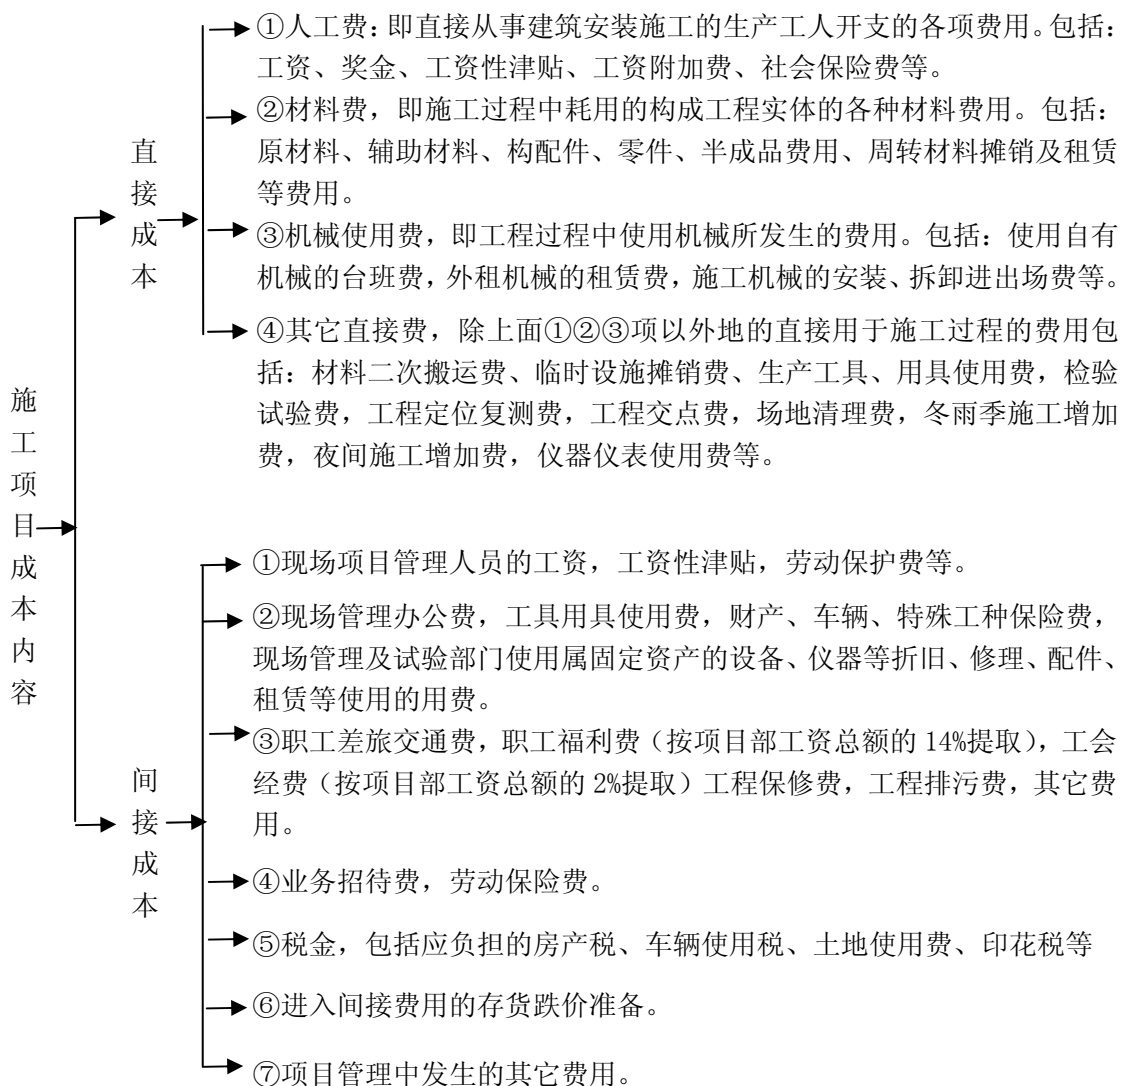 施工项目成本内容
直接成本
①人工费：即直接从事建筑安装施工的生产工人开支的各项费用。包括：
工资、奖金、工资性津贴、工资附加费、社会保险费等。
②材料费，即施工过程中耗用的构成工程实体的各种材料费用。包括：
原材料、辅助材料、构配件、零件、半成品费用、周转材料摊销及租赁
等费用。
③机械使用费，即工程过程中使用机械所发生的费用。包括：使用自有
机械的台班费，外租机械的租赁费，施工机械的安装、拆卸进出场费等。
④其它直接费，除上面①②③项以外地的直接用于施工过程的费用包
括：材料二次搬运费、临时设施摊销费、生产工具、用具使用费，检验
试验费，工程定位复测费，工程交点费，场地清理费，冬雨季施工增加
费，夜间施工增加费，仪器仪表使用费等。
间接成本
①现场项目管理人员的工资，工资性津贴，劳动保护费等。
②现场管理办公费，工具用具使用费，财产、车辆、特殊工种保险费，
现场管理及试验部门使用属固定资产的设备、仪器等折旧、修理、配件、
租赁等使用的用费。
③职工差旅交通费，职工福利费（按项目部工资总额的 14%提取），工会
经费（按项目部工资总额的 2%提取）工程保修费，工程排污费，其它费
用。
④业务招待费，劳动保险费。
⑤税金，包括应负担的房产税、车辆使用税、土地使用费、印花税等
⑥进入间接费用的存货跌价准备。
⑦项目管理中发生的其它费用。